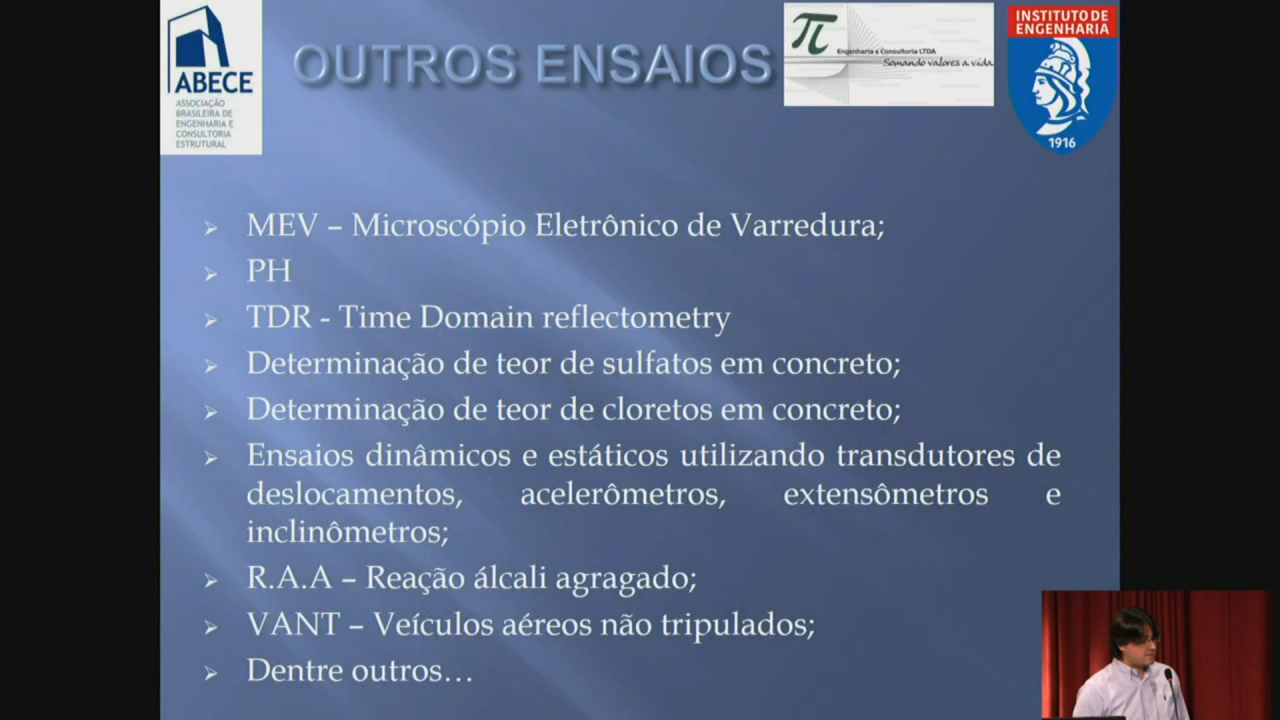 ABECE
ASSOCIAÇÃO
BRASILEIRA DE
ENGENHARIA E
CONSULTORIA
ESTRUTURAL
OUTROS ENSAIOS
Engenharia e Consultoria LTDA
Somando valores a vida.
INSTITUTO DE
ENGENHARIA
1916
MEV – Microscópio Eletrônico de Varredura;
PH
TDR - Time Domain reflectometry
Determinação de teor de sulfatos em concreto;
Determinação de teor de cloretos em concreto;
Ensaios dinâmicos e estáticos utilizando transdutores de
deslocamentos, acelerômetros, extensômetros e
inclinômetros;
R.A.A – Reação álcali agragado;
VANT – Veículos aéreos não tripulados;
Dentre outros…